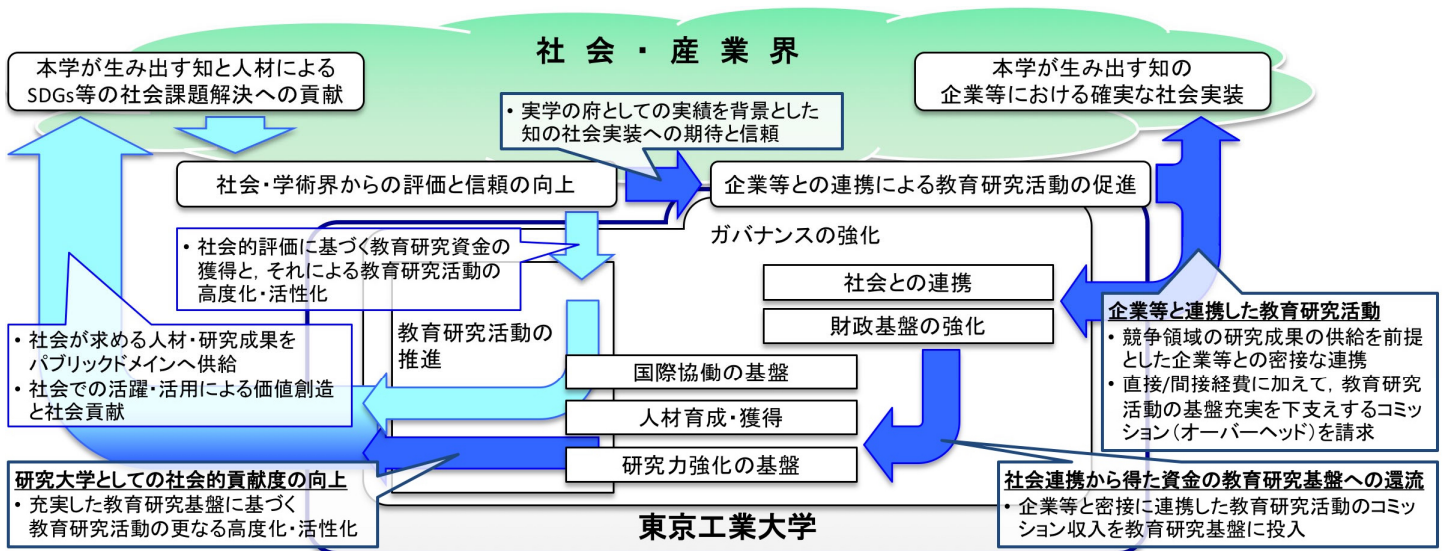 社会・産業界
本学が生み出す知と人材による
SDGs等の社会課題解決への貢献
本学が生み出す知の
企業等における確実な社会実装
• 実学の府としての実績を背景とした
知の社会実装への期待と信頼
社会・学術界からの評価と信頼の向上
企業等との連携による教育研究活動の促進
ガバナンスの強化
• 社会的評価に基づく教育研究資金の
獲得と，それによる教育研究活動の
高度化・活性化
社会との連携
財政基盤の強化
教育研究活動の
推進
国際協働の基盤
人材育成・獲得
研究力強化の基盤
• 社会が求める人材・研究成果を
パブリックドメインへ供給
• 社会での活躍・活用による価値創造
と社会貢献
企業等と連携した教育研究活動
• 競争領域の研究成果の供給を前提
とした企業等との密接な連携
• 直接/間接経費に加えて，教育研究
活動の基盤充実を下支えするコミッ
ション（オーバーヘッド）を請求
研究大学としての社会的貢献度の向上
• 充実した教育研究基盤に基づく
教育研究活動の更なる高度化・活性化
社会連携から得た資金の教育研究基盤への還流
• 企業等と密接に連携した教育研究活動のコミッ
ション収入を教育研究基盤に投入
東京工業大学